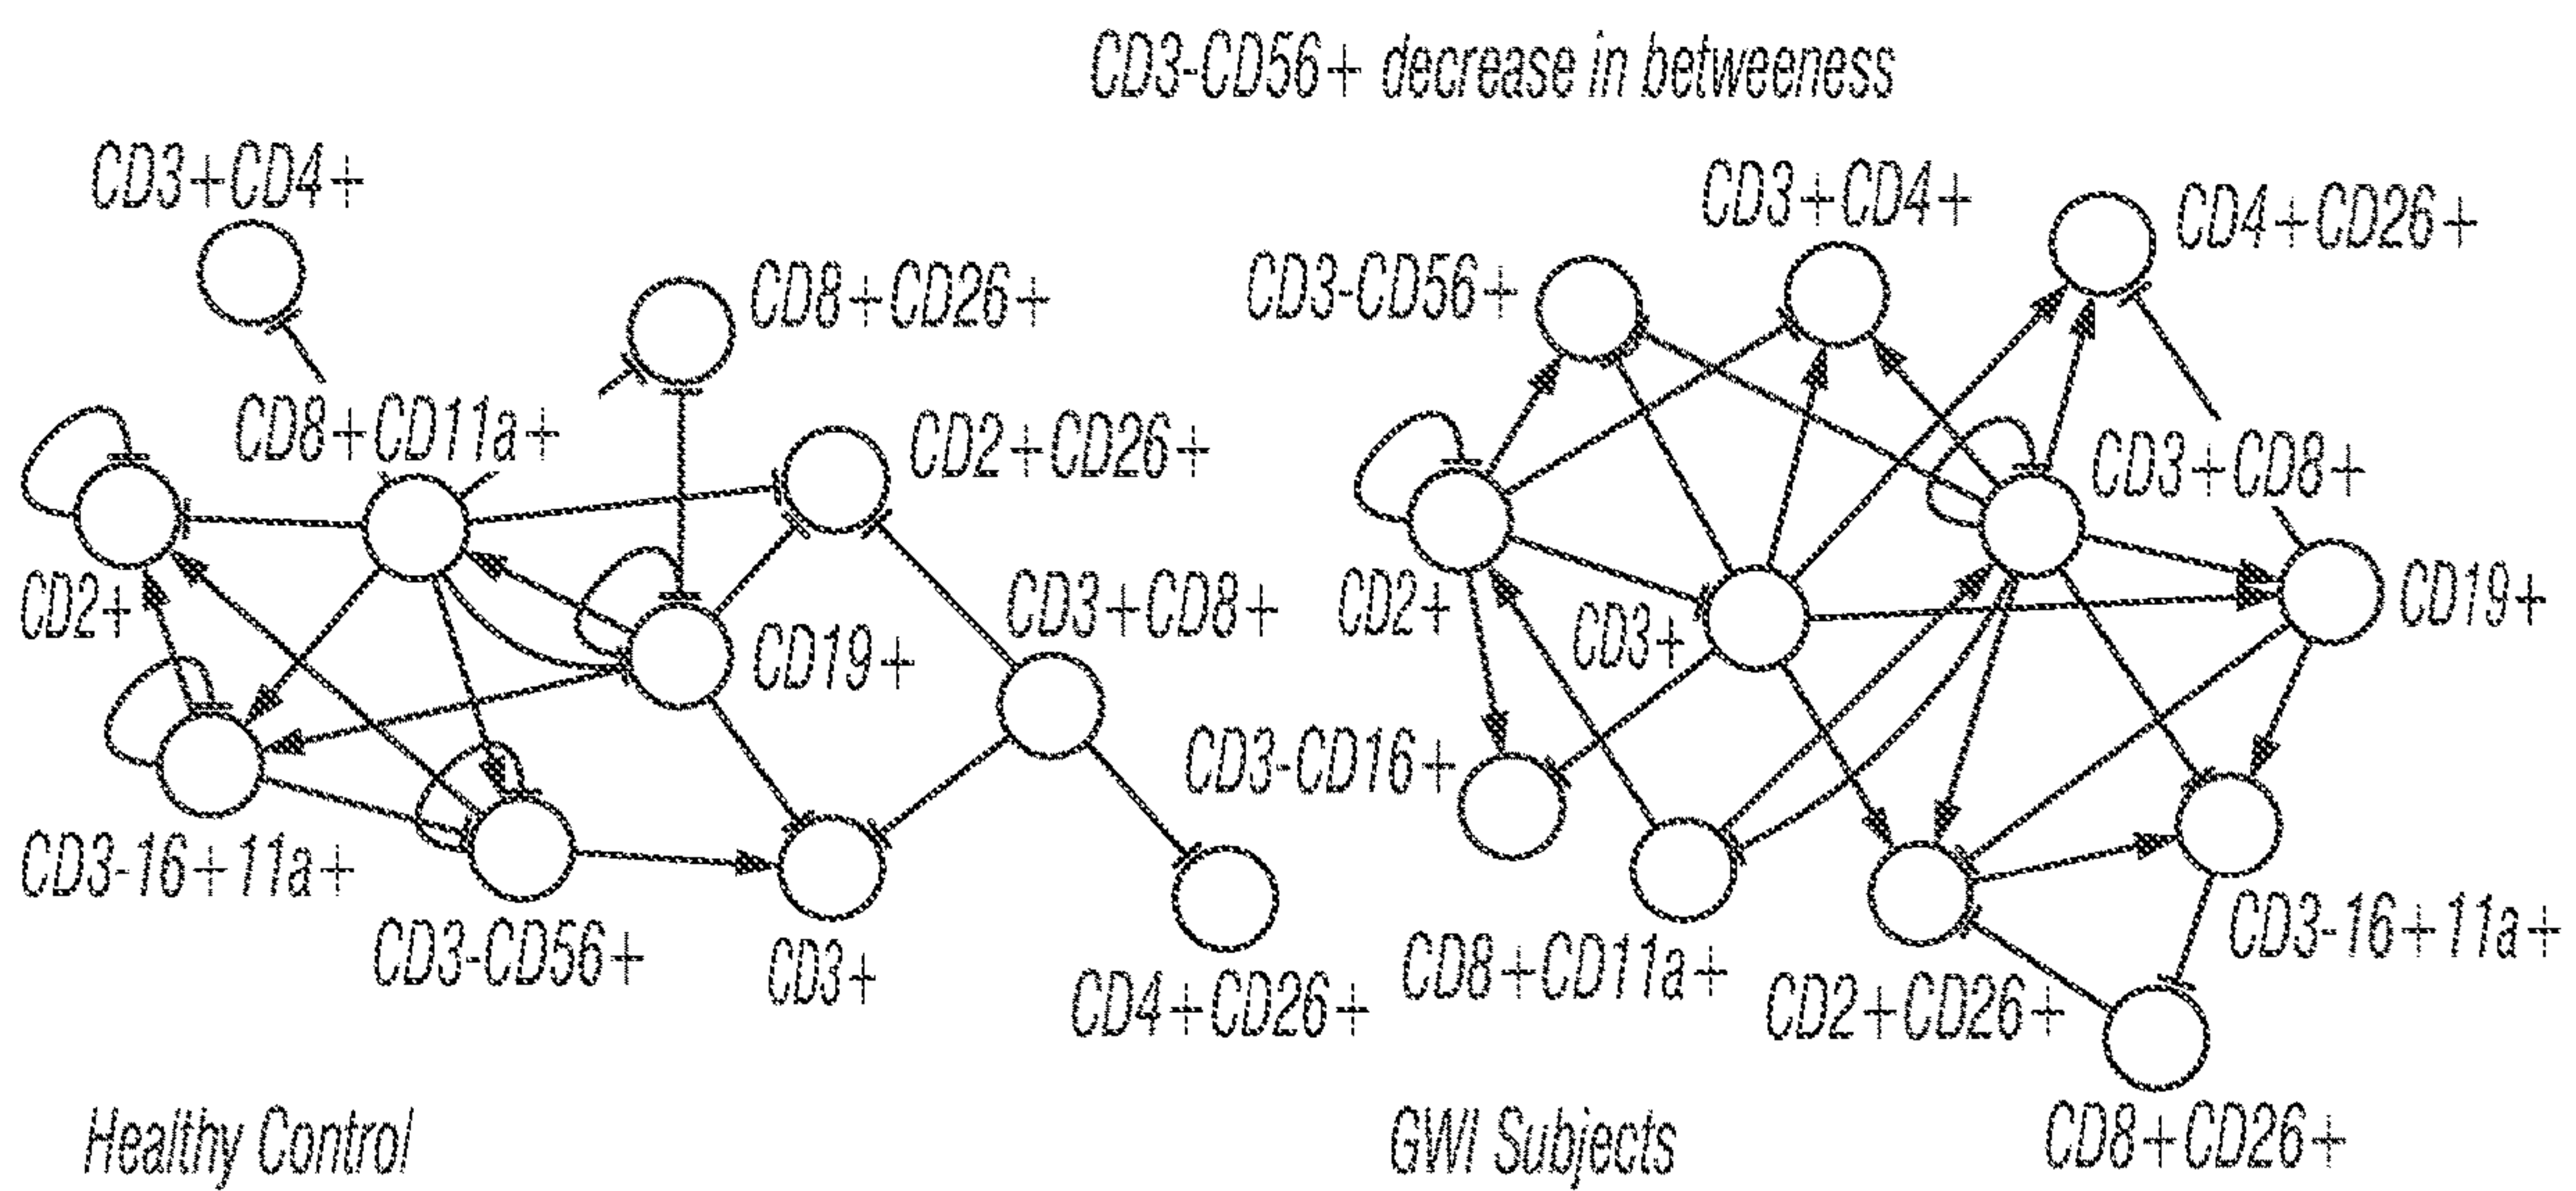 CD3-CD56+ decrease in betweeness
CD3+CD4+
CD8+CD26+
CD8+CD11a+
CD2+CD26+
CD2+
CD3+CD8+
CD19+
CD3-16+11a+
CD3-CD56+
CD3+
CD4+CD26+
Healthy Control
CD3+CD4+
CD4+CD26+
CD3-CD56+
CD3+CD8+
CD2+
CD3+
CD19+
CD3-CD16+
CD8+CD11a+
CD2+CD26+
CD3-16+11a+
CD8+CD26+
GWI Subjects